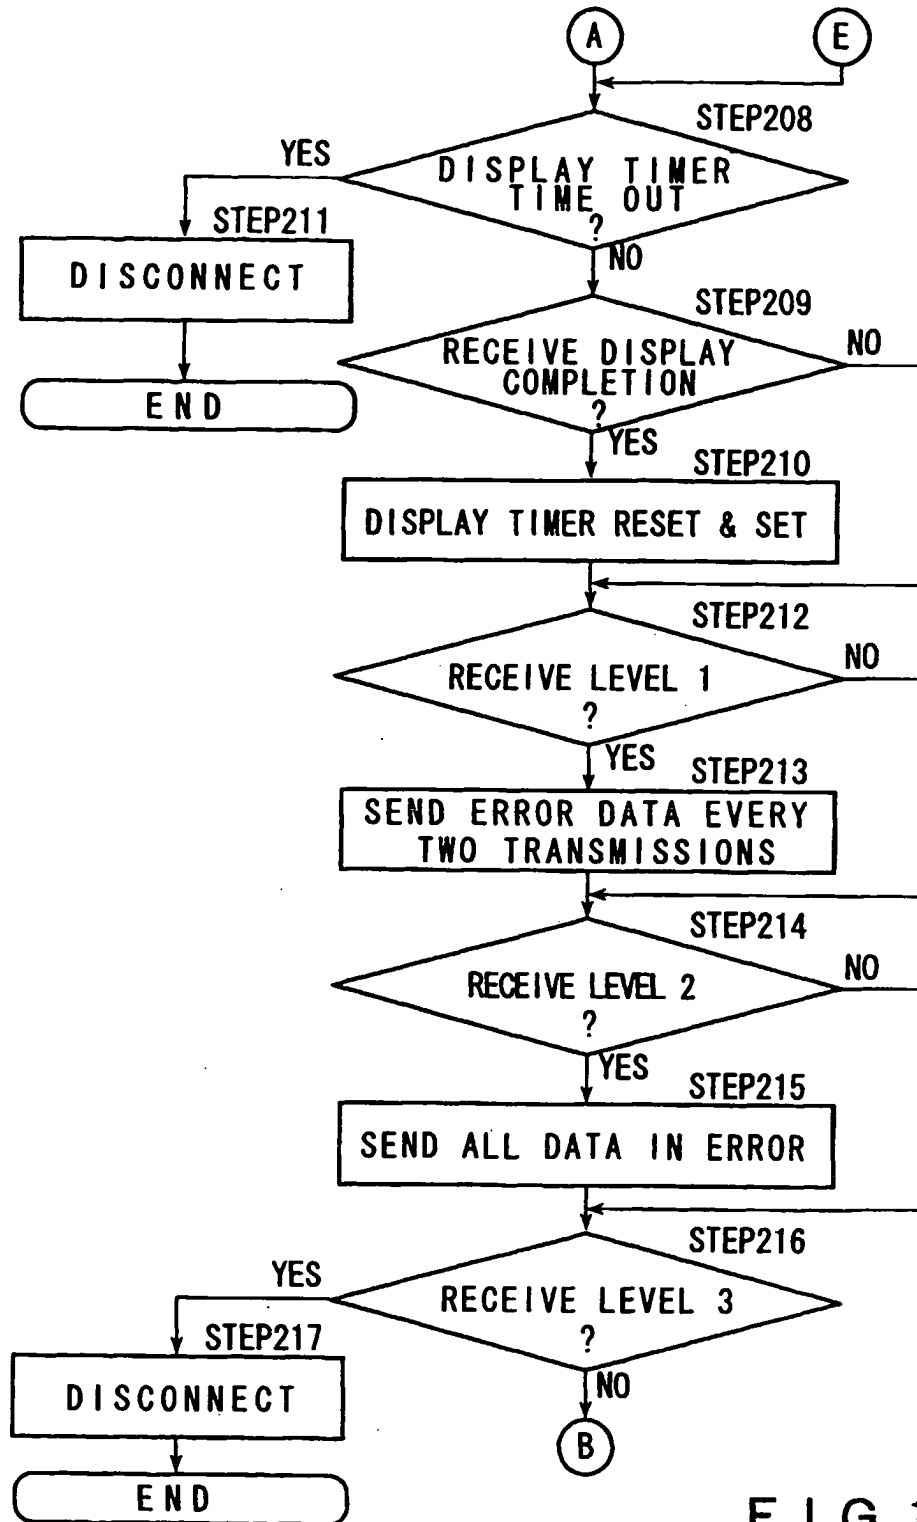 A
E
STEP208
YES
DISPLAY TIMER
TIME OUT
?
STEP211
NO
DISCONNECT
STEP209
RECEIVE DISPLAY
COMPLETION
?
NO
END
YES
STEP210
DISPLAY TIMER RESET & SET
STEP212
RECEIVE LEVEL 1
?
NO
YES
STEP213
SEND ERROR DATA EVERY
TWO TRANSMISSIONS
STEP214
RECEIVE LEVEL 2
?
NO
YES
STEP215
SEND ALL DATA IN ERROR
STEP216
YES
RECEIVE LEVEL 3
?
STEP217
NO
DISCONNECT
B
END
FIG